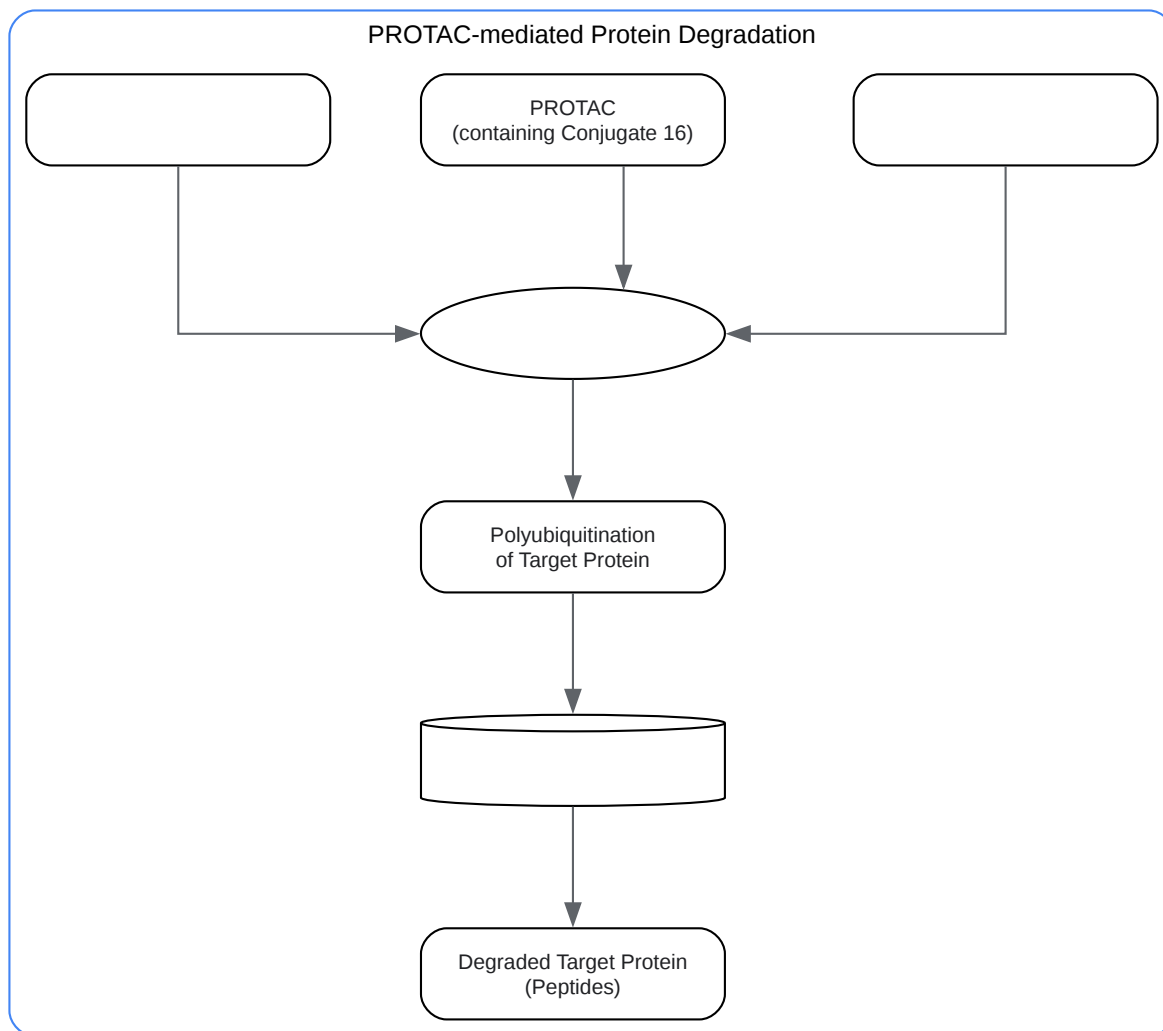 PROTAC-mediated Protein Degradation
PROTAC
(containing Conjugate 16)
Polyubiquitination
of Target Protein
Degraded Target Protein
(Peptides)